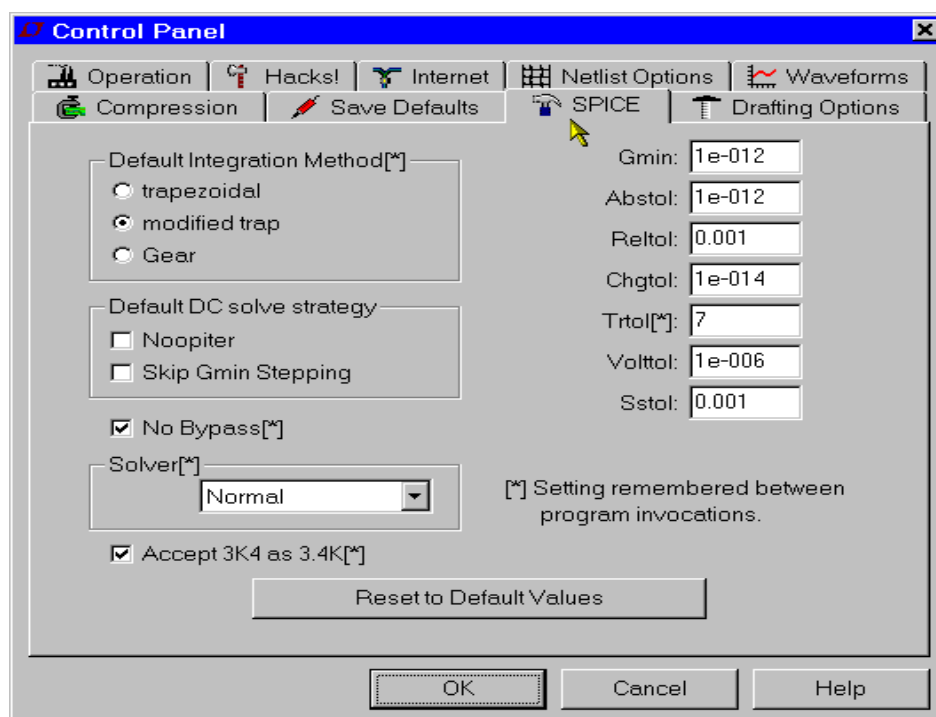 Control Panel
Operation
Hacks!
Internet
Netlist Options
Waveforms
Compression
Save Defaults
SPICE
Drafting Options
Default Integration Method[*]
trapezoidal
modified trap
Gear
Default DC solve strategy
Noopiter
Skip Gmin Stepping
No Bypass[*]
Solver[*]
Normal
Accept 3K4 as 3.4K[*]
Gmin: 1e-012
Abstol: 1e-012
Reltol: 0.001
Chgtol: 1e-014
Trtol[*]: 7
Volttol: 1e-006
Sstol: 0.001
[*] Setting remembered between
program invocations.
Reset to Default Values
OK
Cancel
Help